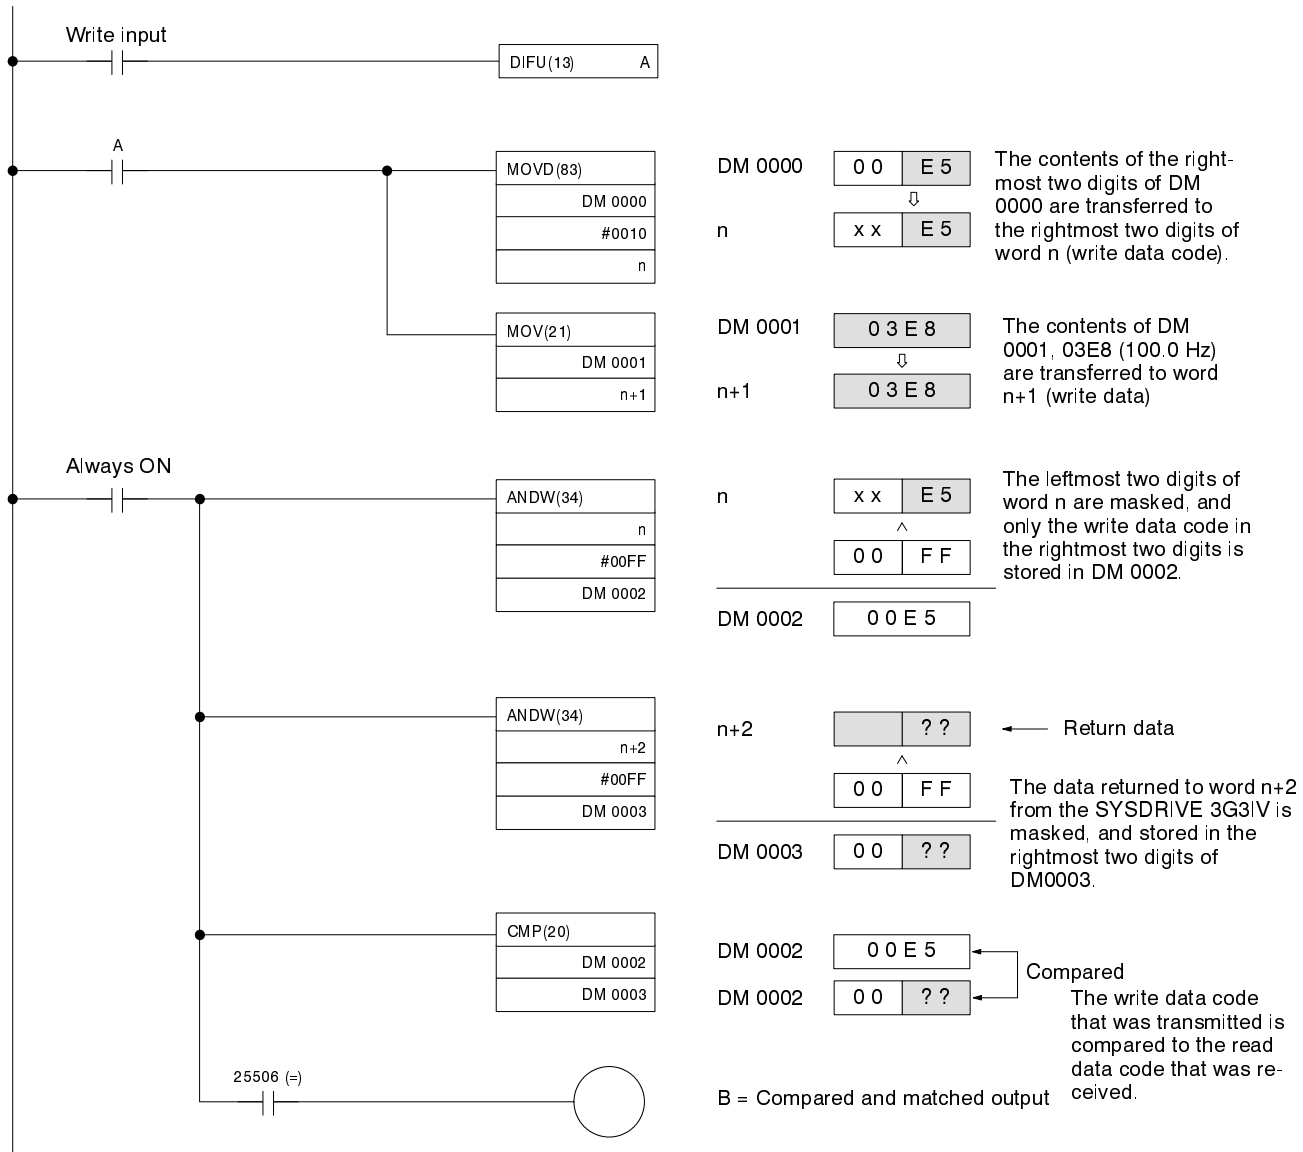 Write input
DIFU(13) A
A
MOVD(83)
DM 0000
#0010
n
DM 0000 0 0 E 5
n x x E 5
The contents of the right-
most two digits of DM
0000 are transferred to
the rightmost two digits of
word n (write data code).
MOV(21)
DM 0001
n+1
DM 0001 0 3 E 8
n+1 0 3 E 8
The contents of DM
0001, 03E8 (100.0 Hz)
are transferred to word
n+1 (write data)
Always ON
ANDW(34)
n
#00FF
DM 0002
n x x E 5
0 0 F F
DM 0002 0 0 E 5
The leftmost two digits of
word n are masked, and
only the write data code in
the rightmost two digits is
stored in DM 0002.
ANDW(34)
n+2
#00FF
DM 0003
n+2 ? ? Return data
0 0 F F
DM 0003 0 0 ? ?
The data returned to word n+2
from the SYSDRIVE 3G3IV is
masked, and stored in the
rightmost two digits of
DM0003.
CMP(20)
DM 0002
DM 0003
DM 0002 0 0 E 5
DM 0002 0 0 ? ?
Compared
The write data code
that was transmitted is
compared to the read
data code that was re-
ceived.
25506 (=)
B = Compared and matched output